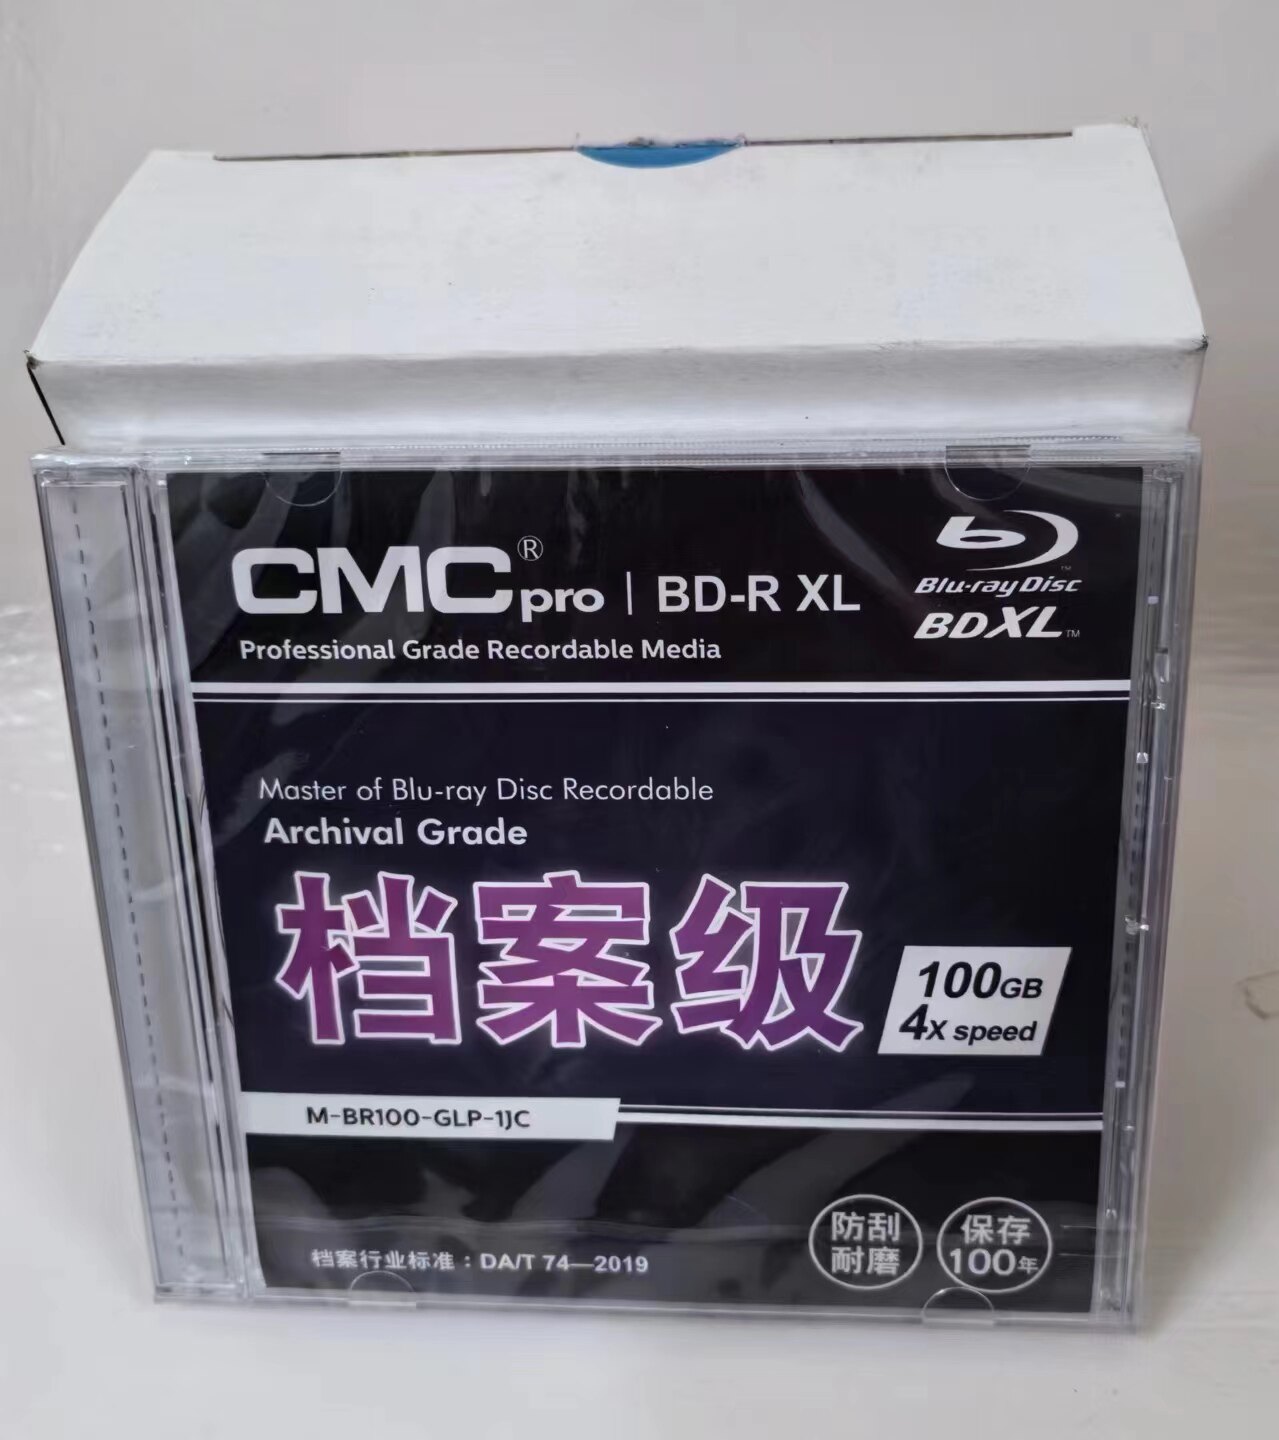 CMC® pro | BD-R XL
Professional Grade Recordable Media
Blu-ray Disc™
BDXL™
Master of Blu-ray Disc Recordable
Archival Grade
档案级
100GB
4X speed
M-BR100-GLP-1JC
档案行业标准：DA/T 74—2019
防刮
耐磨
保存
100年